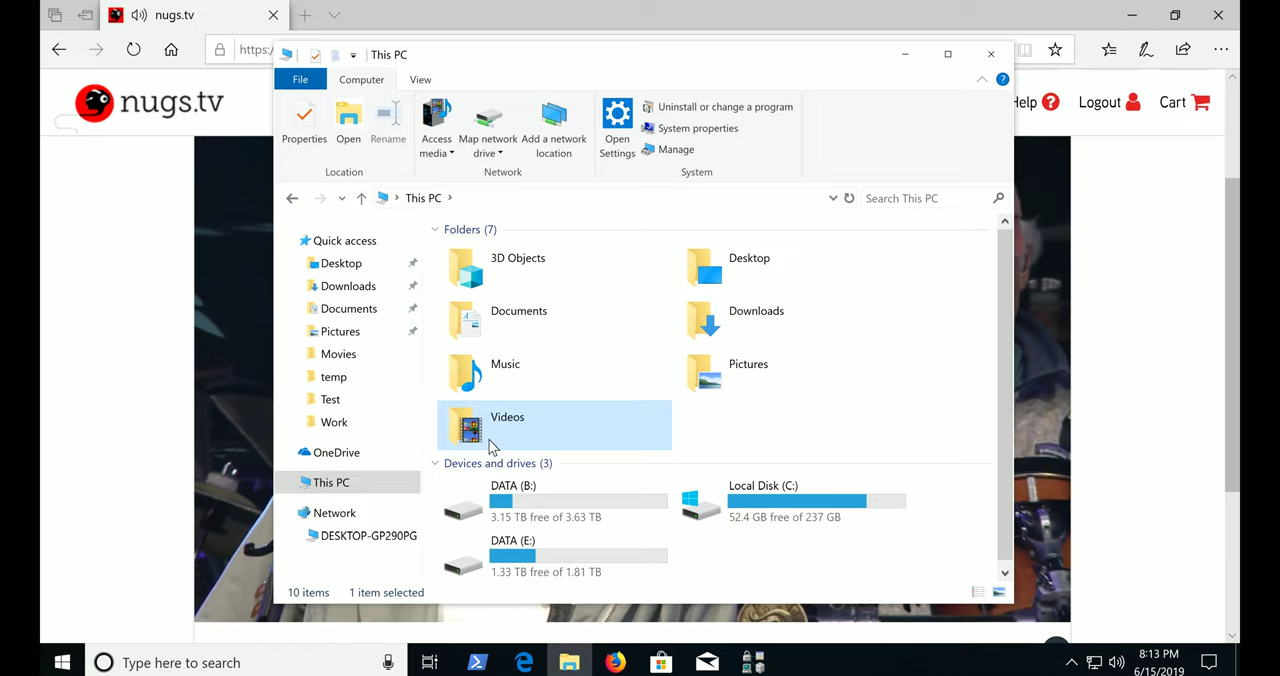 nugs.tv
https:/
This PC
File
Computer
View
nugs.tv
Help
Logout
Cart
Properties
Open
Rename
Access media
Map network drive
Add a network location
Open Settings
Uninstall or change a program
System properties
Manage
Location
Network
System
This PC
Search This PC
Quick access
Desktop
Downloads
Documents
Pictures
Movies
temp
Test
Work
OneDrive
This PC
Network
DESKTOP-GP290PG
Folders (7)
3D Objects
Desktop
Documents
Downloads
Music
Pictures
Videos
Devices and drives (3)
DATA (B:)
3.15 TB free of 3.63 TB
Local Disk (C:)
52.4 GB free of 237 GB
DATA (E:)
1.33 TB free of 1.81 TB
10 items
1 item selected
Type here to search
8:13 PM
6/15/2019